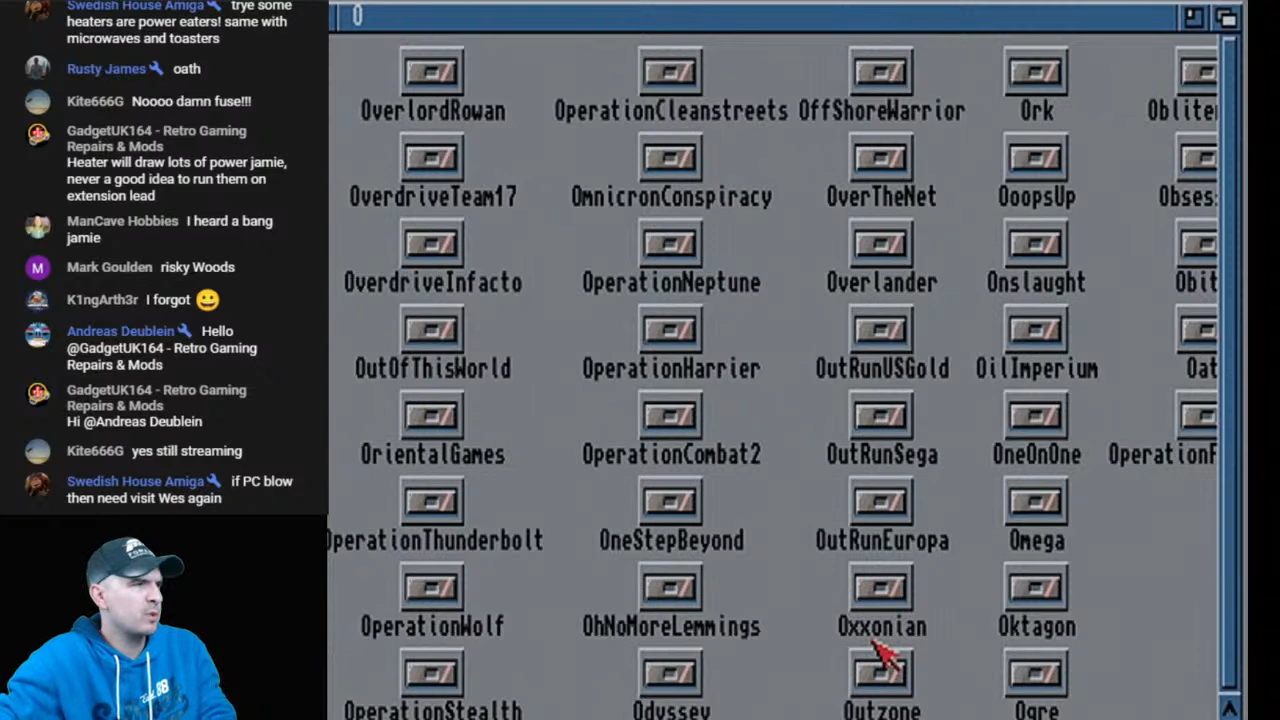 Swedish House Amiga trye some
heaters are power eaters! same with
microwaves and toasters
Rusty James oath
Kite666G Noooo damn fuse!!!
GadgetUK164 - Retro Gaming
Repairs & Mods
Heater will draw lots of power jamie,
never a good idea to run them on
extension lead
ManCave Hobbies I heard a bang
jamie
M Mark Goulden risky Woods
K1ngArth3r I forgot 😀
Andreas Deublein Hello
@GadgetUK164 - Retro Gaming
Repairs & Mods
GadgetUK164 - Retro Gaming
Repairs & Mods
Hi @Andreas Deublein
Kite666G yes still streaming
Swedish House Amiga if PC blow
then need visit Wes again
O
OverlordRowan OperationCleanstreets OffShoreWarrior Ork Obliter
OverdriveTeam17 OmnicronConspiracy OverTheNet OoopsUp Obses
OverdriveInfacto OperationNeptune Overlander Onslaught Obit
OutOfThisWorld OperationHarrier OutRunUSGold OilImperium Oat
OrientalGames OperationCombat2 OutRunSega OneOnOne OperationF
OperationThunderbolt OneStepBeyond OutRunEuropa Omega
OperationWolf OhNoMoreLemmings Oxxonian Oktagon
OperationStealth Odyssey Outzone Ogre